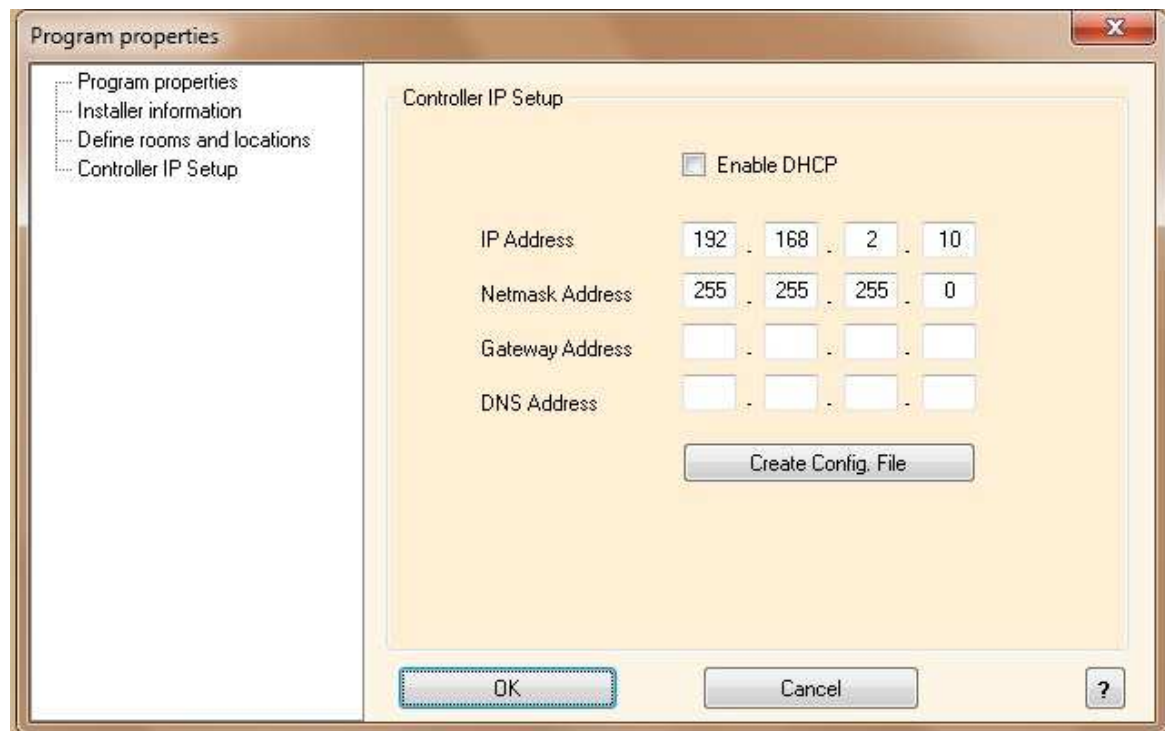 Program properties
Program properties
Installer information
Define rooms and locations
Controller IP Setup
Controller IP Setup
Enable DHCP
IP Address 192 . 168 . 2 . 10
Netmask Address 255 . 255 . 255 . 0
Gateway Address . . .
DNS Address . . .
Create Config. File
OK Cancel ?